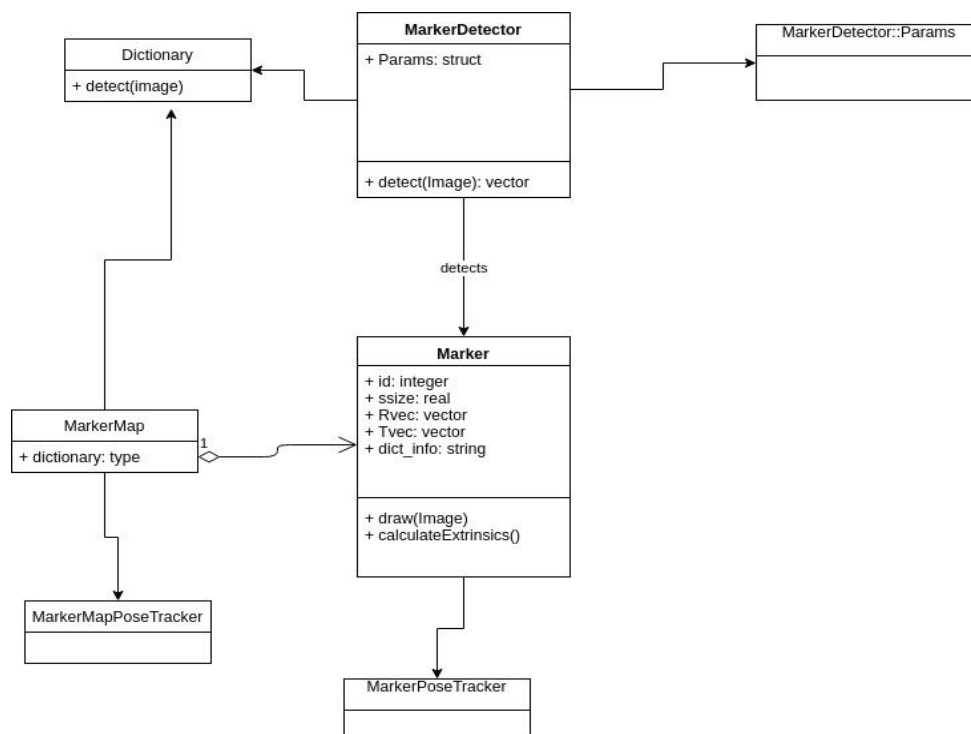 MarkerDetector
+ Params: struct
+ detect(Image): vector
Dictionary
+ detect(image)
MarkerDetector::Params
detects
Marker
+ id: integer
+ ssize: real
+ Rvec: vector
+ Tvec: vector
+ dict_info: string
+ draw(Image)
+ calculateExtrinsics()
MarkerMap
+ dictionary: type
1
MarkerMapPoseTracker
MarkerPoseTracker